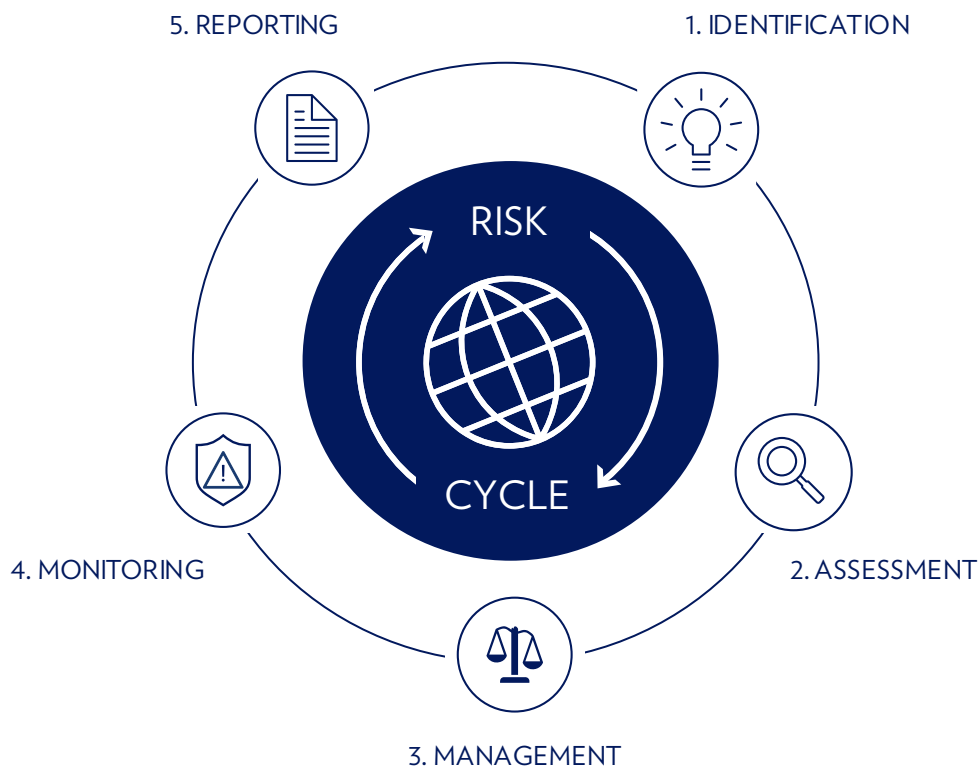 5. REPORTING
1. IDENTIFICATION
RISK
CYCLE
!
4. MONITORING
2. ASSESSMENT
3. MANAGEMENT